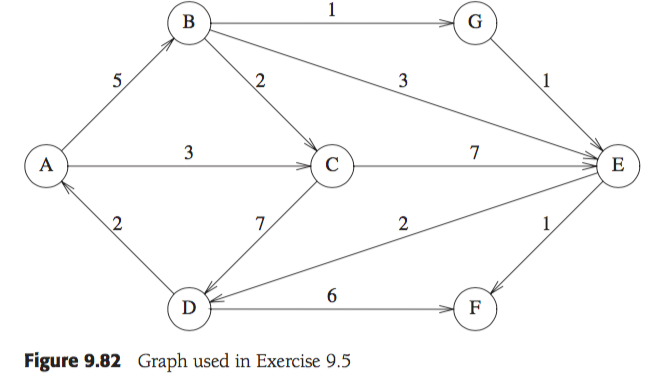 1
B G
5 2 3 1
3 7
A C E
2 7 2 1
6
D F
Figure 9.82 Graph used in Exercise 9.5